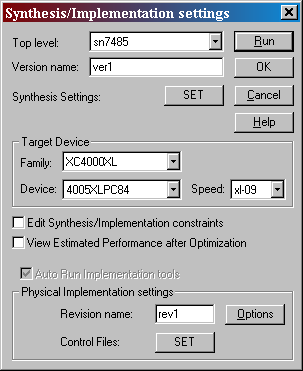 Synthesis/Implementation settings
Top level: sn7485 Run
Version name: ver1 OK
Synthesis Settings: SET Cancel
Help
Target Device
Family: XC4000XL
Device: 4005XLPC84 Speed: xl-09
Edit Synthesis/Implementation constraints
View Estimated Performance after Optimization
Auto Run Implementation tools
Physical Implementation settings
Revision name: rev1 Options
Control Files: SET